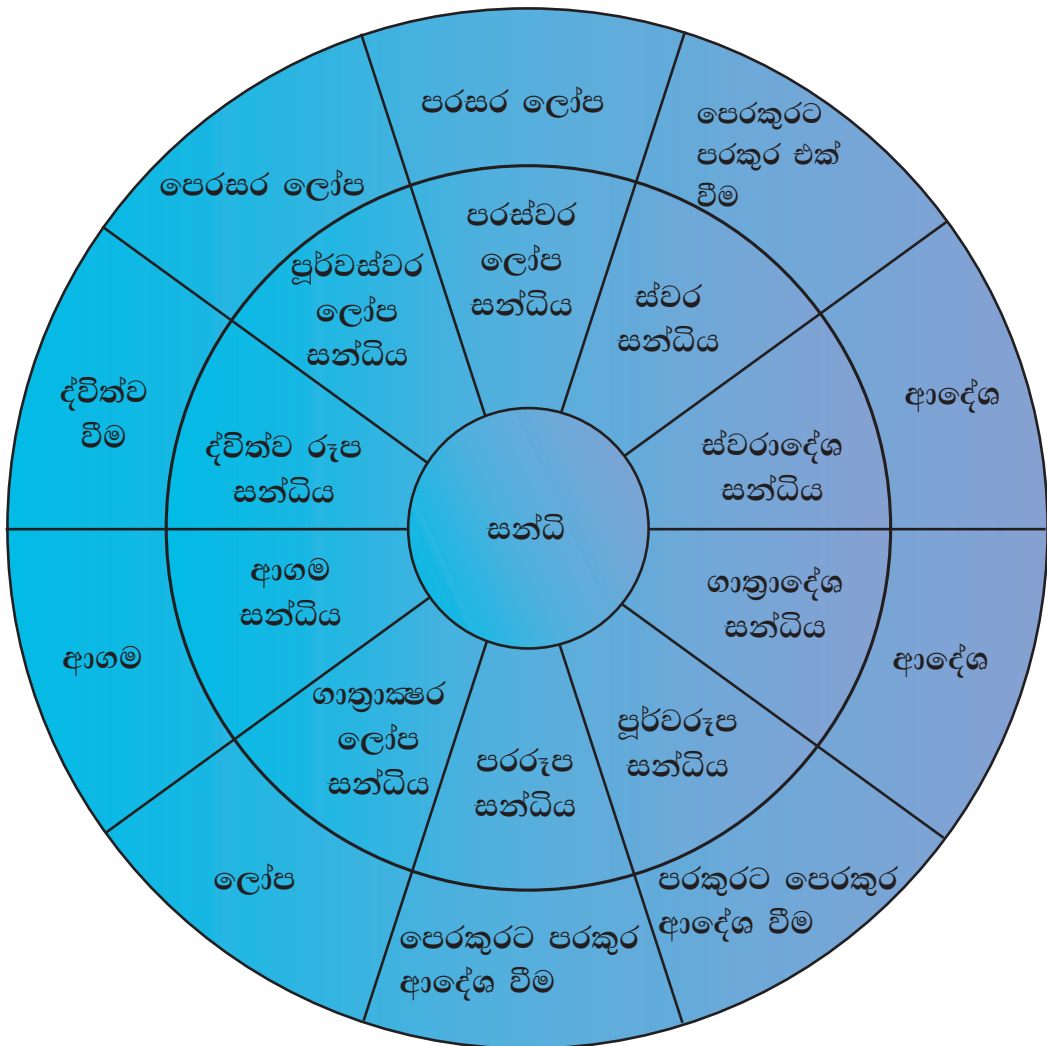 පරසර ලෝප
පෙරකුරට
පරකුර එක්
වීම
ආදේශ
ආදේශ
පරකුරට පෙරකුර
ආදේශ වීම
පෙරකුරට පරකුර
ආදේශ වීම
ලෝප
ආගම
ද්විත්ව
වීම
පෙරසර ලෝප
පරස්වර
ලෝප
සන්ධිය
ස්වර
සන්ධිය
ස්වරාදේශ
සන්ධිය
ගාත්‍රාදේශ
සන්ධිය
පූර්වරූප
සන්ධිය
පරරූප
සන්ධිය
ගාත්‍රාක්‍ෂර
ලෝප
සන්ධිය
ආගම
සන්ධිය
ද්විත්ව රූප
සන්ධිය
පූර්වස්වර
ලෝප
සන්ධිය
සන්ධි